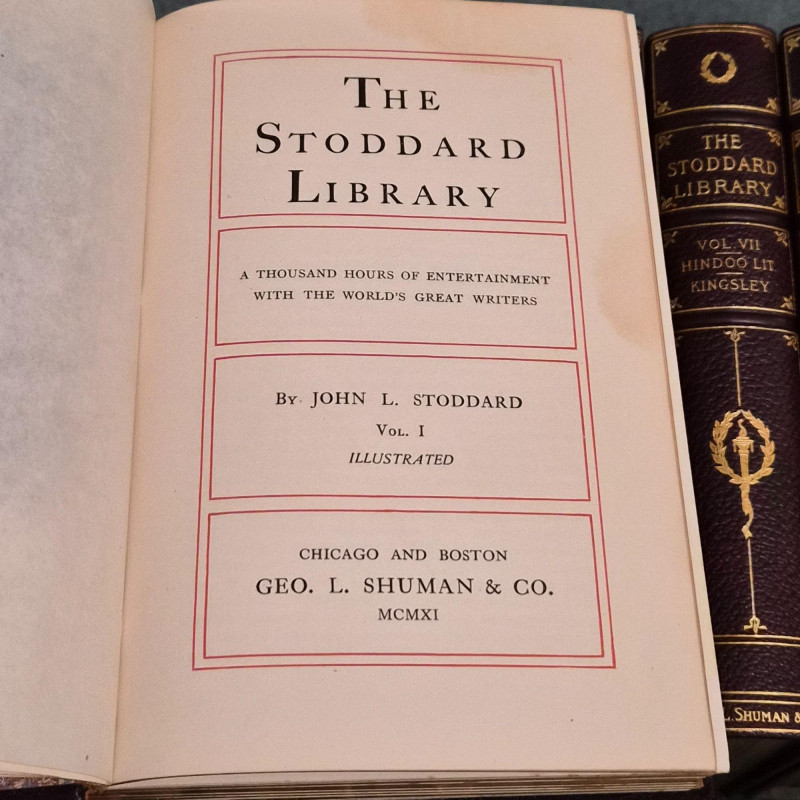 THE
STODDARD
LIBRARY
A THOUSAND HOURS OF ENTERTAINMENT
WITH THE WORLD'S GREAT WRITERS
BY JOHN L. STODDARD
VOL. I
ILLUSTRATED
CHICAGO AND BOSTON
GEO. L. SHUMAN & CO.
MCMXI
THE
STODDARD
LIBRARY
VOL. VII
HINDOO LIT
KINGSLEY
L. SHUMAN &